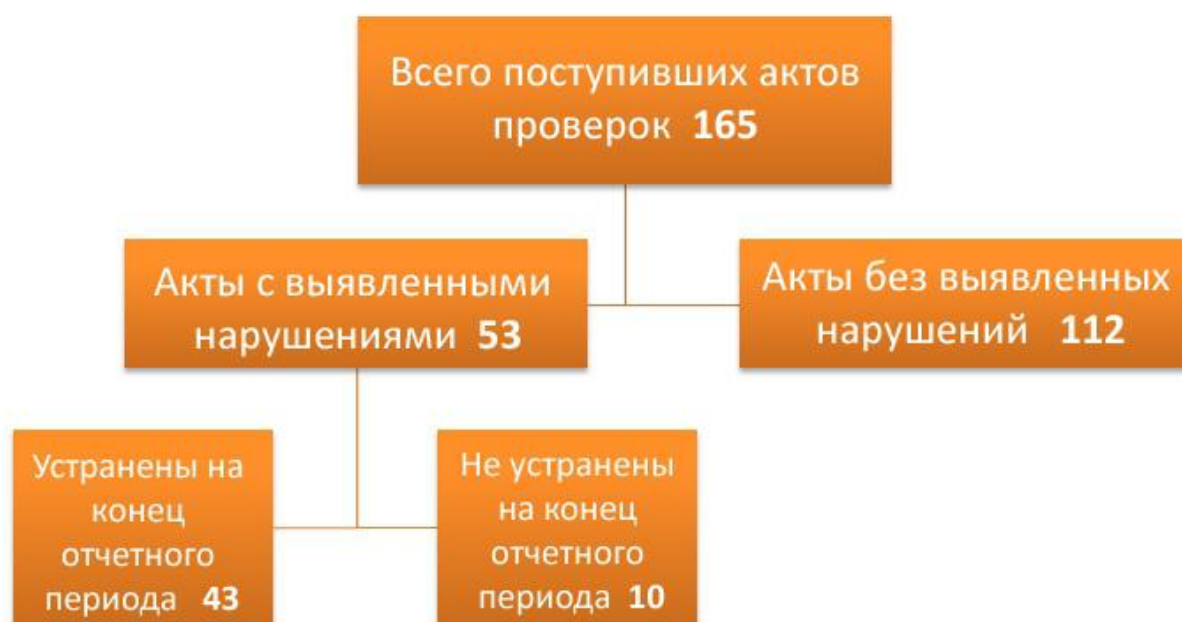 Всего поступивших актов
проверок 165
Акты с выявленными
нарушениями 53
Акты без выявленных
нарушений 112
Устранены на
конец
отчетного
периода 43
Не устранены
на конец
отчетного
периода 10